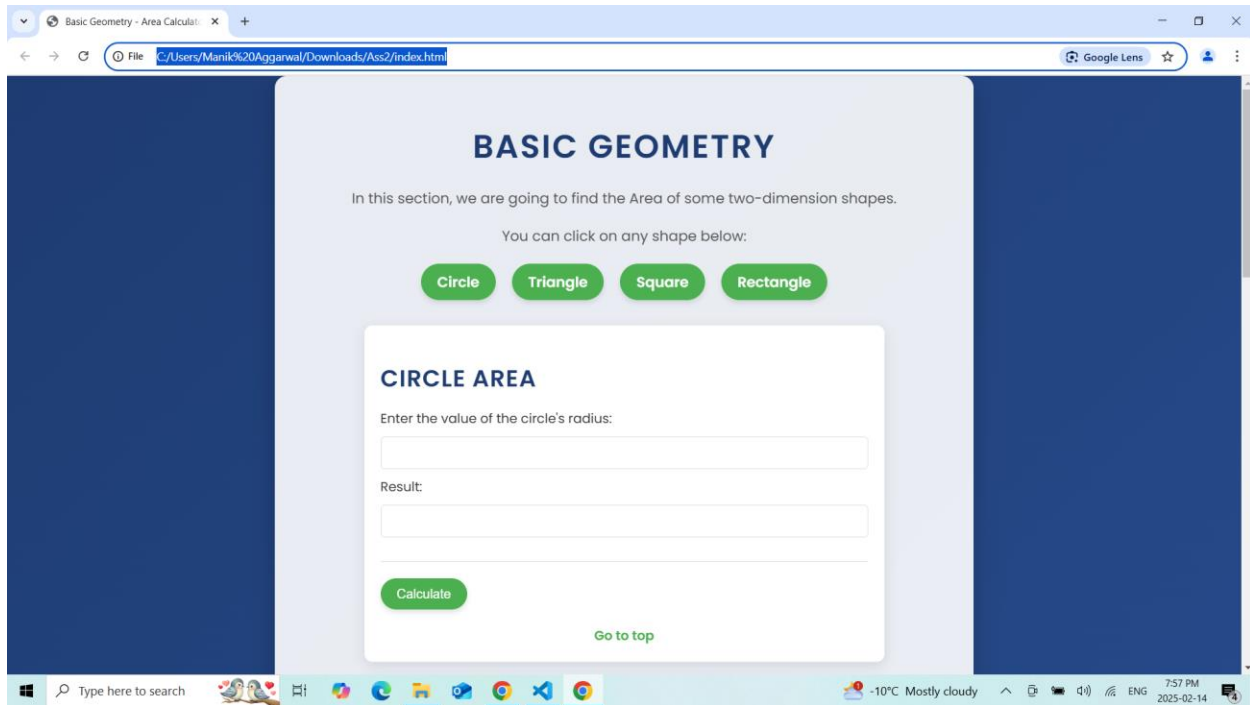 Basic Geometry - Area Calculat
File C:/Users/Manik%20Aggarwal/Downloads/Ass2/index.html Google Lens
BASIC GEOMETRY
In this section, we are going to find the Area of some two-dimension shapes.
You can click on any shape below:
Circle Triangle Square Rectangle
CIRCLE AREA
Enter the value of the circle's radius:
Result:
Calculate
Go to top
Type here to search -10°C Mostly cloudy ENG 7:57 PM
2025-02-14 4